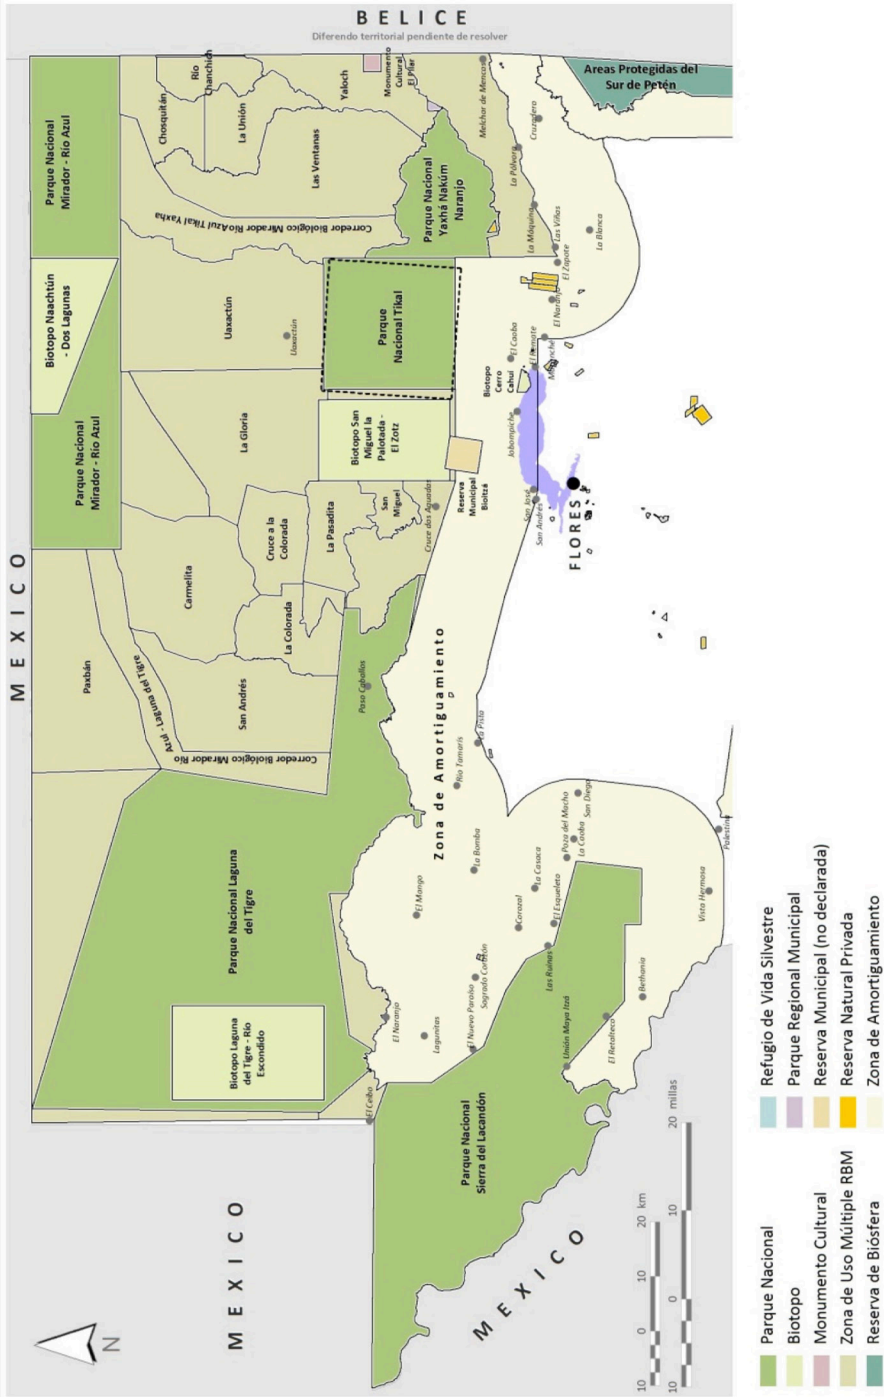 BELICE
Diferendo territorial pendiente de resolver
MEXICO
Parque Nacional
Mirador - Río Azul
Biotopo Naachtún
- Dos Lagunas
Parque Nacional
Mirador - Río Azul
Paxbán
Chosquitán
Río
Chanchich
La Unión
Yaloch
Monumento
Cultural
El Pilar
Las Ventanas
Corredor Biológico Mirador Río Azul Tikal Yaxha
Parque Nacional
Yaxhá Nakúm
Naranjo
Melchor de Mencos
La Pólvora
Cruzadero
La Máquina
Las Viñas
El Zapote
La Blanca
El Naranjo
Areas Protegidas del
Sur de Petén
Uaxactún
Uaxactún
Parque
Nacional Tikal
La Gloria
Biotopo San
Miguel la
Palotada -
El Zotz
Biotopo
Cerro
Cahuí
El Caoba
El Remate
Macanché
Jobompiche
Reserva
Municipal
Bioitzá
San José
San Andrés
FLORES
Cruce a la
Colorada
La Pasadita
San
Miguel
Cruce dos Aguadas
Carmelita
La Colorada
San Andrés
Azul - Laguna del Tigre
Corredor Biológico Mirador Río
Paso Caballos
Zona de Amortiguamiento
La Pista
Río Tamaris
Parque Nacional Laguna
del Tigre
Biotopo Laguna
del Tigre - Río
Escondido
El Mango
La Bomba
Corozal
La Casaca
El Esqueleto
Poza del Macho
La Caoba
San Diego
Palestina
Vista Hermosa
El Naranjo
Lagunitas
El Nuevo Paraíso
Sagrado Corazón
Las Ruinas
Unión Maya Itzá
El Retalteco
Bethania
El Ceibo
Parque Nacional
Sierra del Lacandón
MEXICO
MEXICO
N
10 0 10 20 km
10 0 10 20 millas
Parque Nacional
Biotopo
Monumento Cultural
Zona de Uso Múltiple RBM
Reserva de Biósfera
Refugio de Vida Silvestre
Parque Regional Municipal
Reserva Municipal (no declarada)
Reserva Natural Privada
Zona de Amortiguamiento